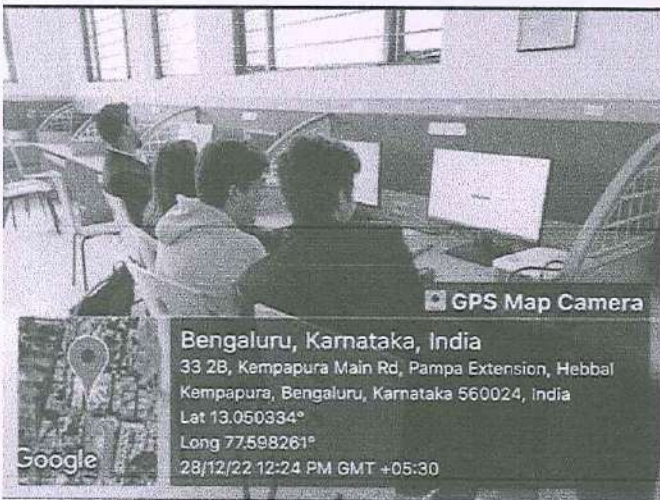 GPS Map Camera
Bengaluru, Karnataka, India
33 2B, Kempapura Main Rd, Pampa Extension, Hebbal
Kempapura, Bengaluru, Karnataka 560024, India
Lat 13.050334°
Long 77.598261°
28/12/22 12:24 PM GMT +05:30
Google